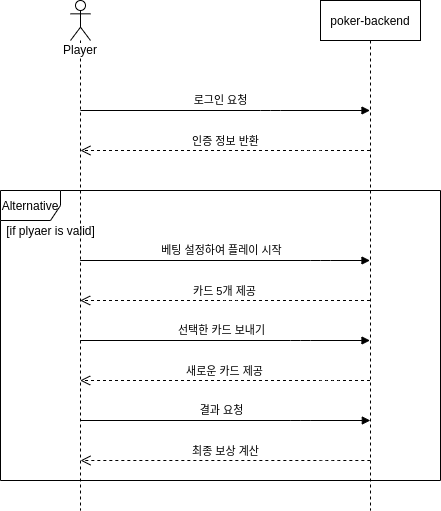 Player
poker-backend
로그인 요청
인증 정보 반환
Alternative
[if plyaer is valid]
베팅 설정하여 플레이 시작
카드 5개 제공
선택한 카드 보내기
새로운 카드 제공
결과 요청
최종 보상 계산